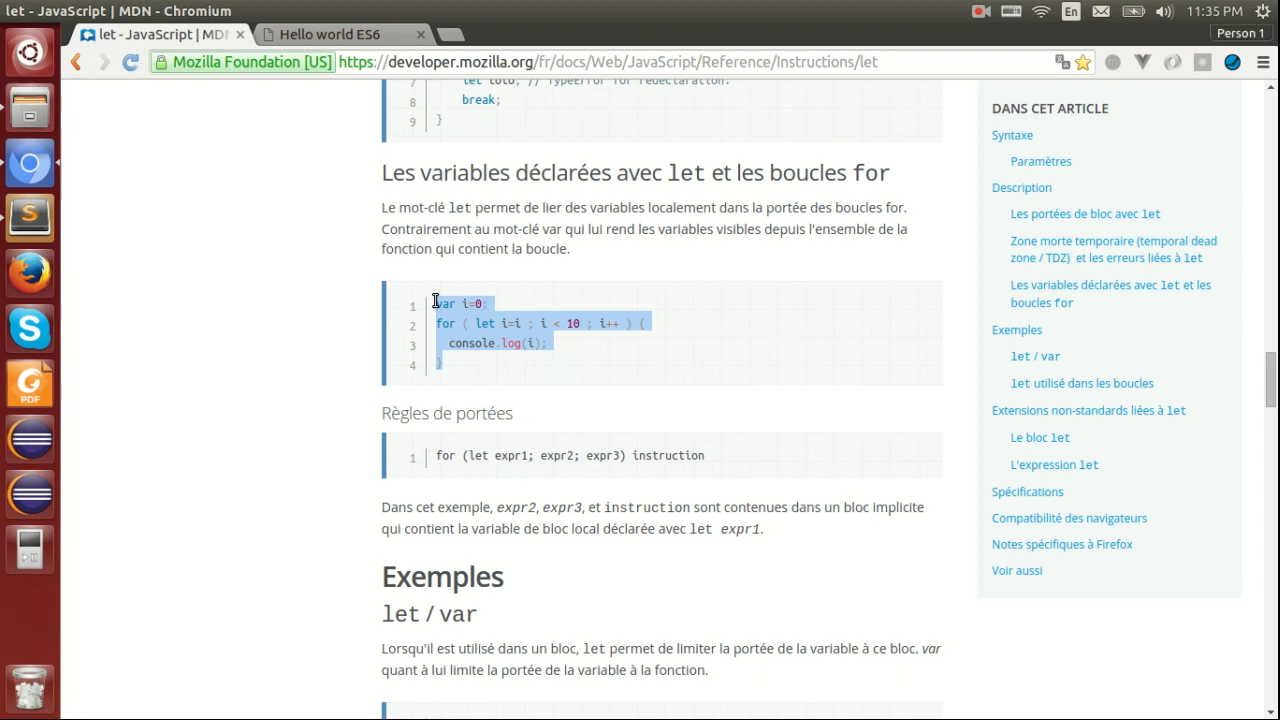 let - JavaScript | MDN - Chromium
En
11:35 PM
let - JavaScript | MD
Hello world ES6
Person 1
Mozilla Foundation [US]
https://developer.mozilla.org/fr/docs/Web/JavaScript/Reference/Instructions/let
7 let toto; // TypeError for redeclaration.
8 break;
9 }
Les variables déclarées avec let et les boucles for
Le mot-clé let permet de lier des variables localement dans la portée des boucles for.
Contrairement au mot-clé var qui lui rend les variables visibles depuis l'ensemble de la
fonction qui contient la boucle.
1 var i=0;
2 for ( let i=i ; i < 10 ; i++ ) {
3 console.log(i);
4 }
Règles de portées
1 for (let expr1; expr2; expr3) instruction
Dans cet exemple, expr2, expr3, et instruction sont contenues dans un bloc implicite
qui contient la variable de bloc local déclarée avec let expr1.
Exemples
let / var
Lorsqu'il est utilisé dans un bloc, let permet de limiter la portée de la variable à ce bloc. var
quant à lui limite la portée de la variable à la fonction.
DANS CET ARTICLE
Syntaxe
Paramètres
Description
Les portées de bloc avec let
Zone morte temporaire (temporal dead
zone / TDZ) et les erreurs liées à let
Les variables déclarées avec let et les
boucles for
Exemples
let / var
let utilisé dans les boucles
Extensions non-standards liées à let
Le bloc let
L'expression let
Spécifications
Compatibilité des navigateurs
Notes spécifiques à Firefox
Voir aussi
PDF